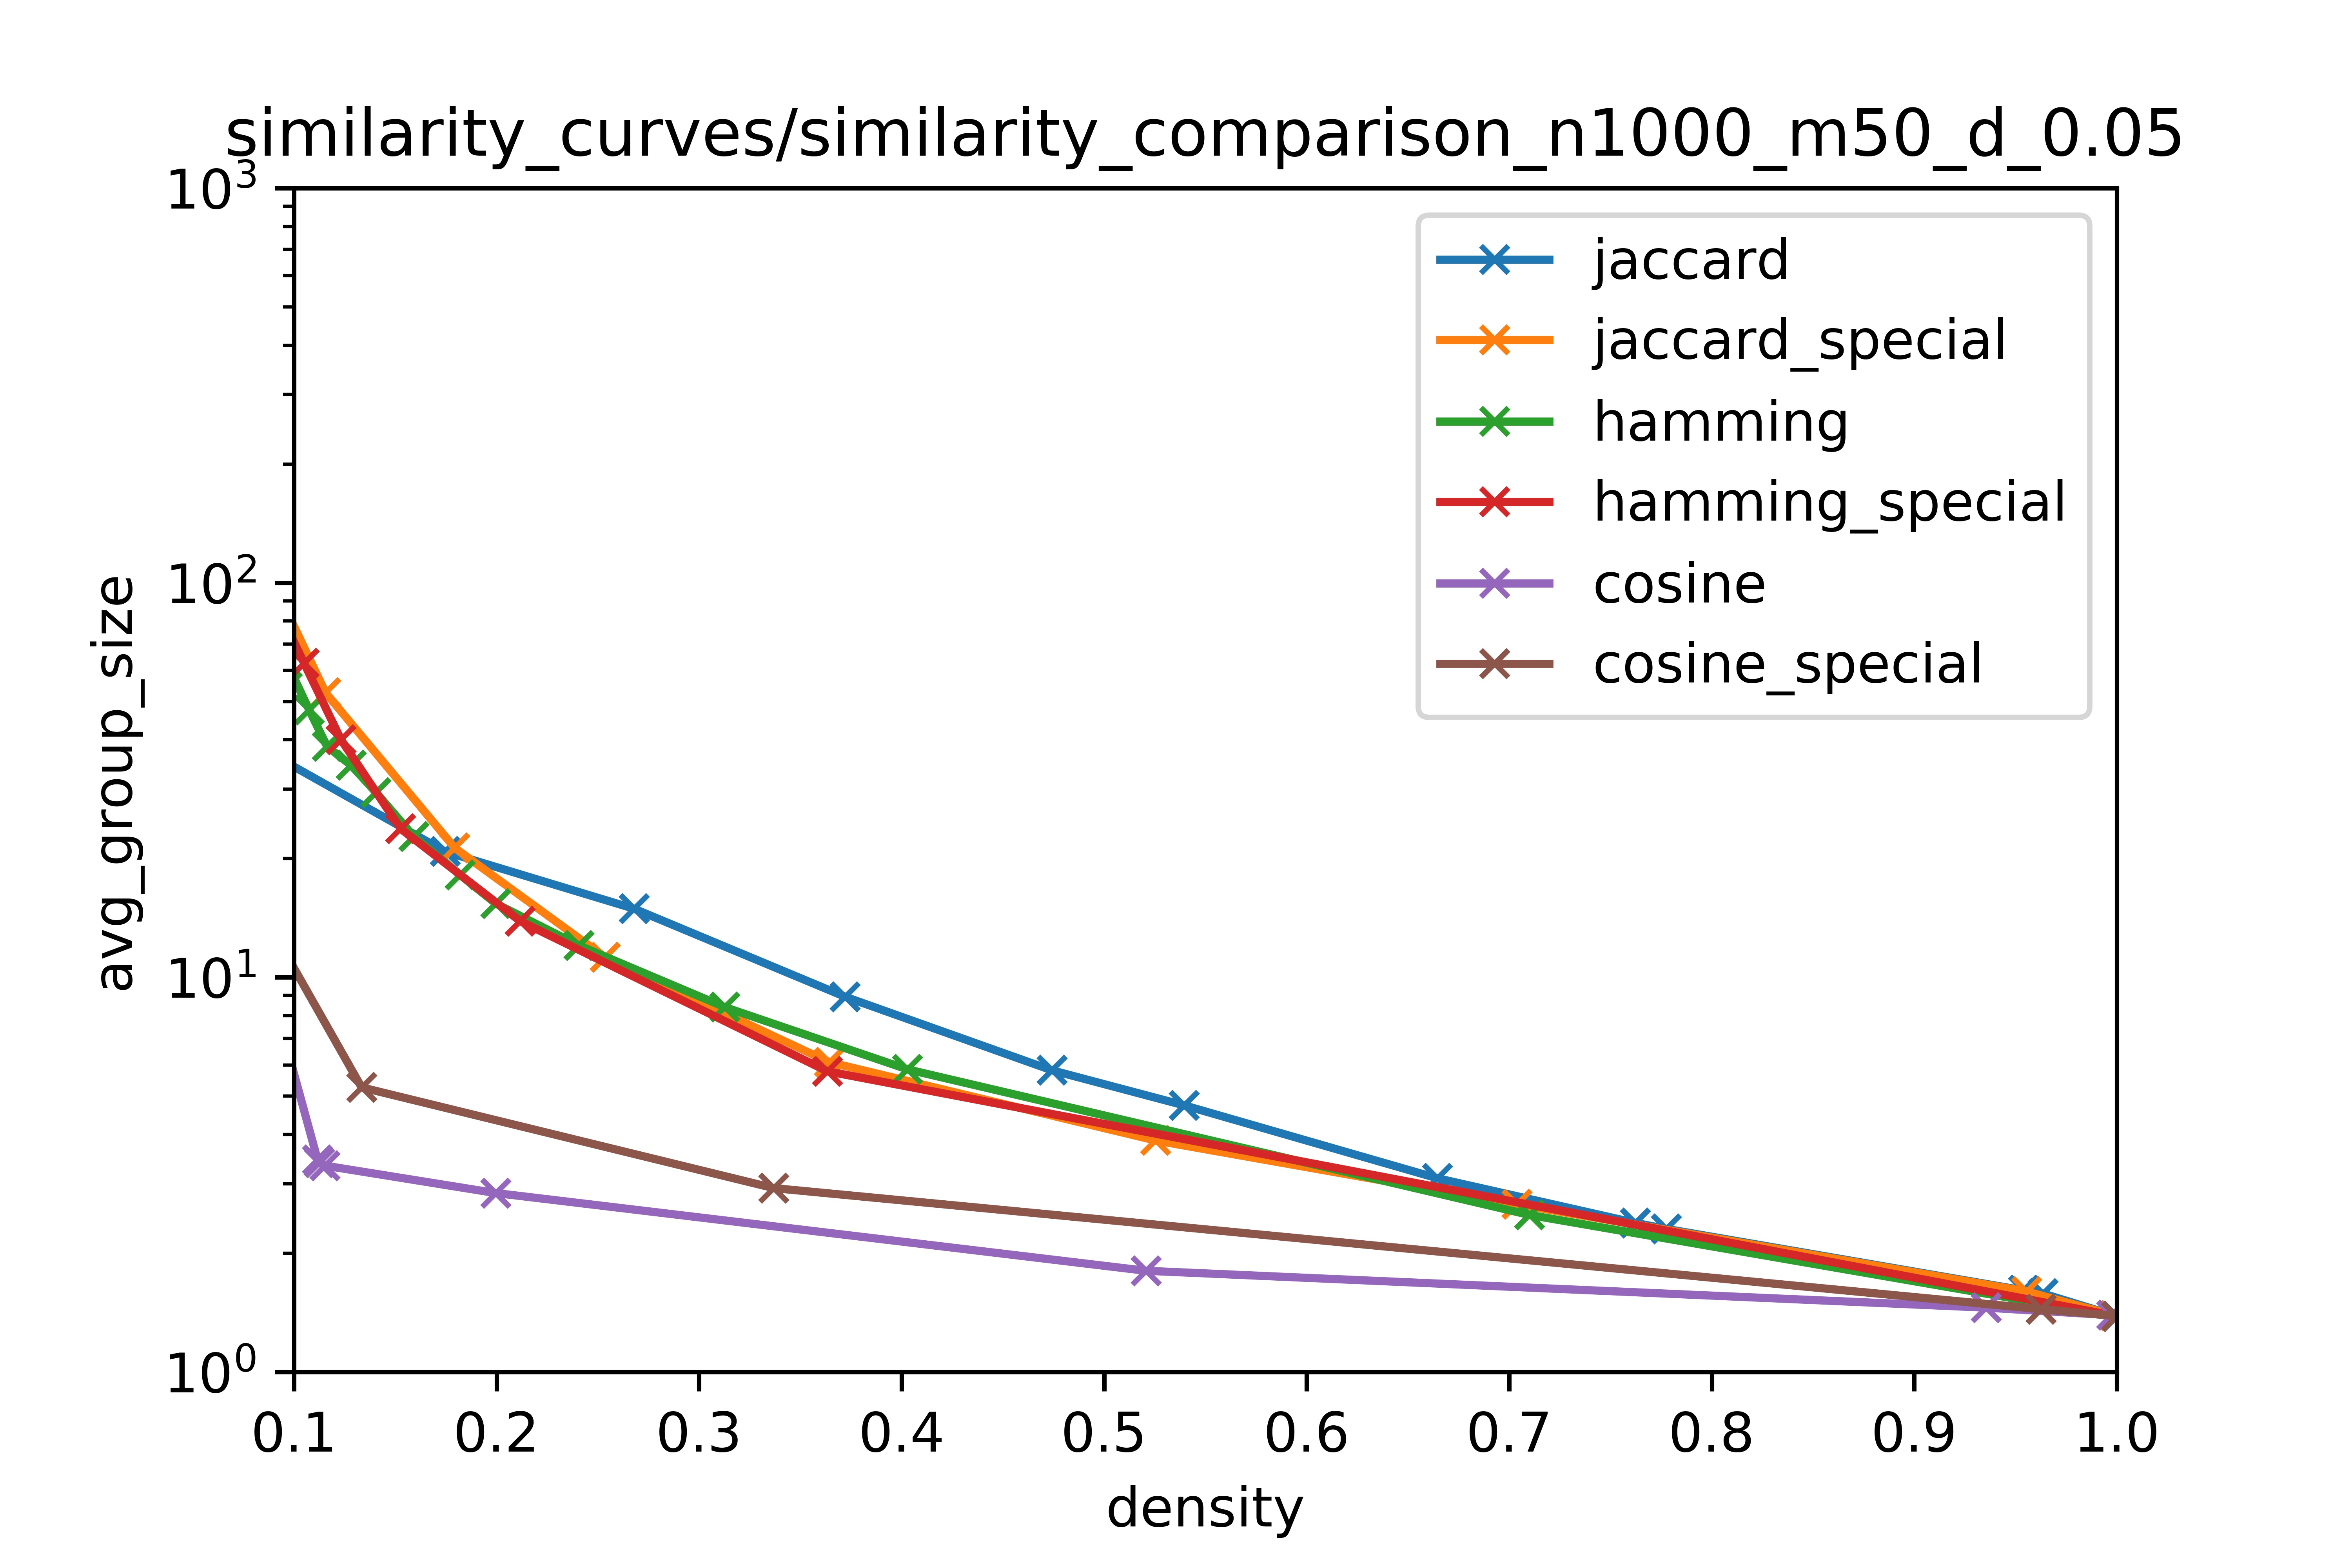 similarity_curves/similarity_comparison_n1000_m50_d_0.05
10³
10²
10¹
10⁰
avg_group_size
jaccard
jaccard_special
hamming
hamming_special
cosine
cosine_special
0.1 0.2 0.3 0.4 0.5 0.6 0.7 0.8 0.9 1.0
density